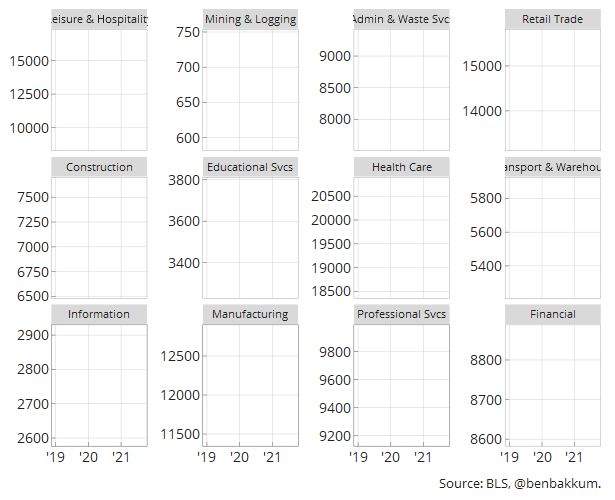 eisure & Hospitality
Mining & Logging
Admin & Waste Svc
Retail Trade
15000
12500
10000
750
700
650
600
9000
8500
8000
15000
14000
Construction
Educational Svcs
Health Care
ansport & Warehou
7500
7250
7000
6750
6500
3800
3600
3400
20500
20000
19500
19000
18500
5800
5600
5400
Information
Manufacturing
Professional Svcs
Financial
2900
2800
2700
2600
12500
12000
11500
9800
9600
9400
9200
8800
8700
8600
'19 '20 '21
'19 '20 '21
'19 '20 '21
'19 '20 '21
Source: BLS, @benbakkum.